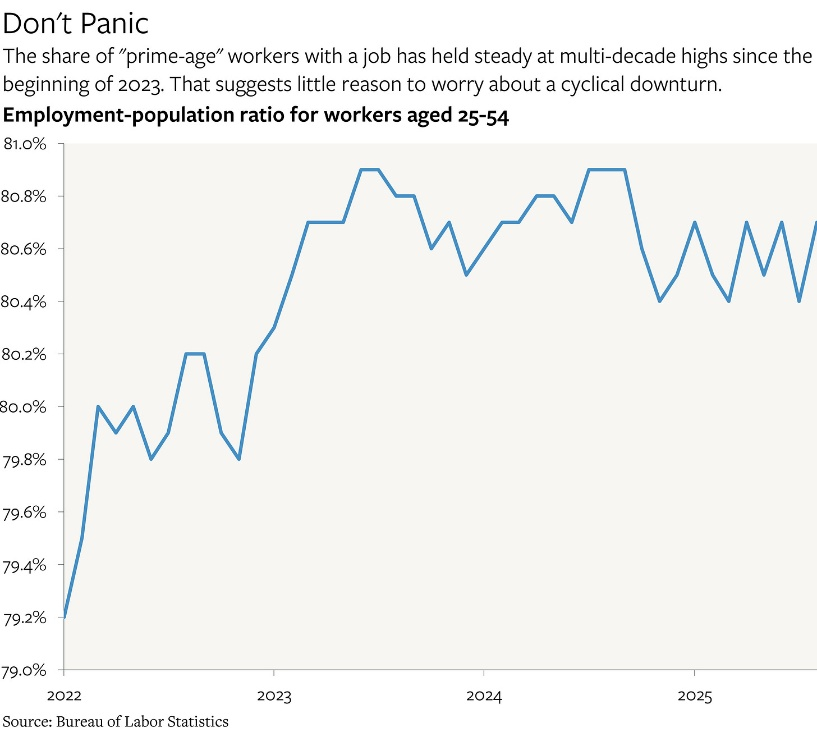 Don't Panic
The share of "prime-age" workers with a job has held steady at multi-decade highs since the
beginning of 2023. That suggests little reason to worry about a cyclical downturn.
Employment-population ratio for workers aged 25-54
81.0%
80.8%
80.6%
80.4%
80.2%
80.0%
79.8%
79.6%
79.4%
79.2%
79.0%
2022 2023 2024 2025
Source: Bureau of Labor Statistics